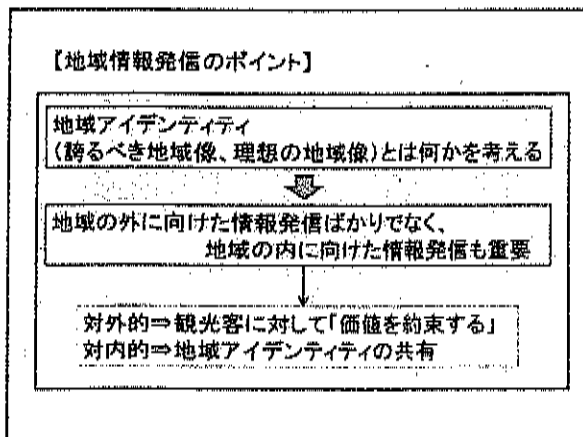 【地域情報発信のポイント】
地域アイデンティティ
(誇るべき地域像、理想の地域像)とは何かを考える
地域の外に向けた情報発信ばかりでなく、
地域の内に向けた情報発信も重要
対外的⇒観光客に対して「価値を約束する」
対内的⇒地域アイデンティティの共有